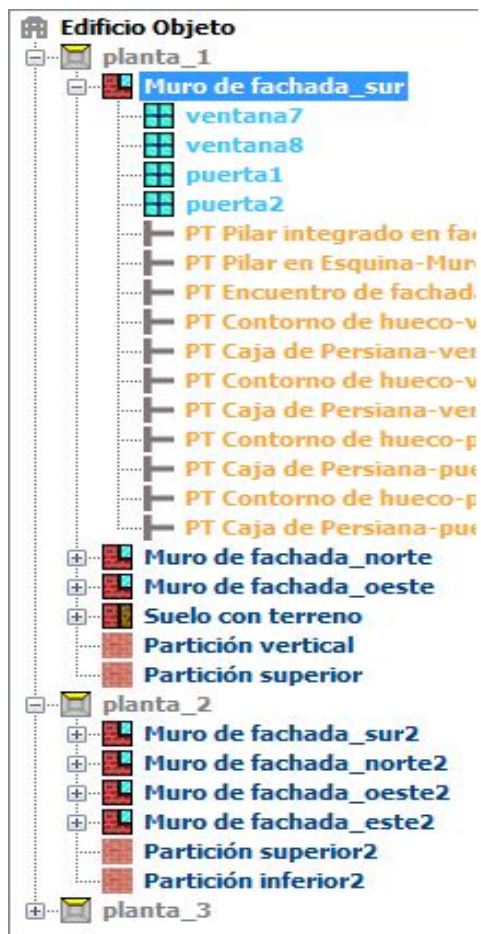 Edificio Objeto
planta_1
Muro de fachada_sur
ventana7
ventana8
puerta1
puerta2
PT Pilar integrado en fa
PT Pilar en Esquina-Mur
PT Encuentro de fachad
PT Contorno de hueco-v
PT Caja de Persiana-ver
PT Contorno de hueco-v
PT Caja de Persiana-ver
PT Contorno de hueco-p
PT Caja de Persiana-pue
PT Contorno de hueco-p
PT Caja de Persiana-pue
Muro de fachada_norte
Muro de fachada_oeste
Suelo con terreno
Partición vertical
Partición superior
planta_2
Muro de fachada_sur2
Muro de fachada_norte2
Muro de fachada_oeste2
Muro de fachada_este2
Partición superior2
Partición inferior2
planta_3